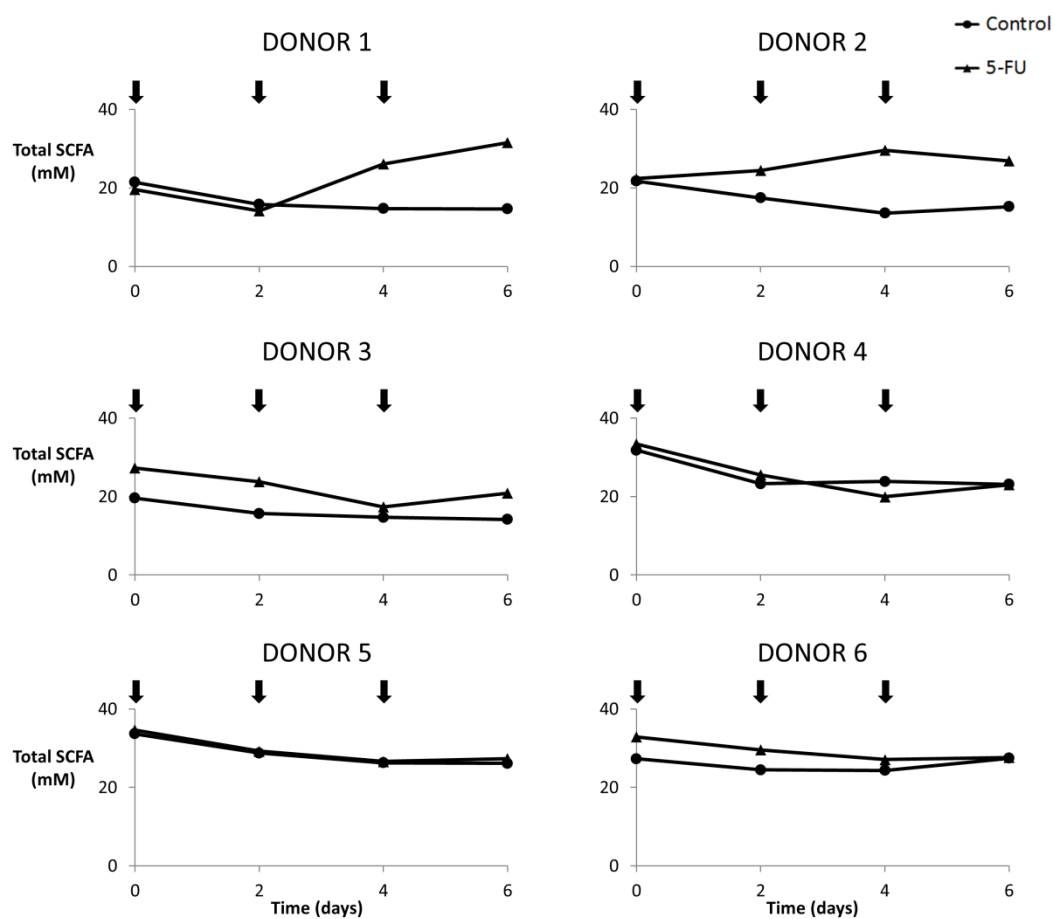 Control
5-FU
DONOR 1
DONOR 2
40
Total SCFA
(mM)
20
0
0 2 4 6
40
20
0
0 2 4 6
DONOR 3
DONOR 4
40
Total SCFA
(mM)
20
0
0 2 4 6
40
20
0
0 2 4 6
DONOR 5
DONOR 6
40
Total SCFA
(mM)
20
0
0 2 4 6
Time (days)
40
20
0
0 2 4 6
Time (days)